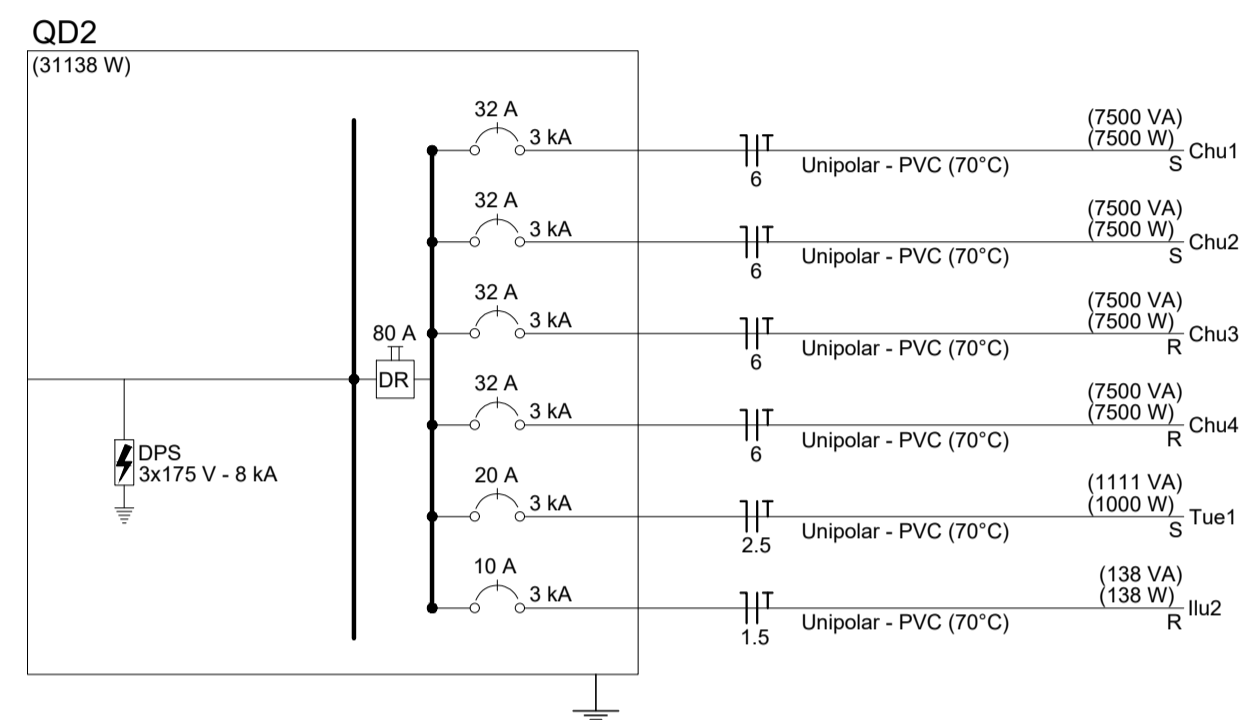 QD2
(31138 W)
32 A
3 kA
6
Unipolar - PVC (70°C)
(7500 VA)
(7500 W)
S
Chu1
32 A
3 kA
6
Unipolar - PVC (70°C)
(7500 VA)
(7500 W)
S
Chu2
32 A
3 kA
6
Unipolar - PVC (70°C)
(7500 VA)
(7500 W)
R
Chu3
80 A
DR
32 A
3 kA
6
Unipolar - PVC (70°C)
(7500 VA)
(7500 W)
R
Chu4
DPS
3x175 V - 8 kA
20 A
3 kA
2.5
Unipolar - PVC (70°C)
(1111 VA)
(1000 W)
S
Tue1
10 A
3 kA
1.5
Unipolar - PVC (70°C)
(138 VA)
(138 W)
R
Ilu2